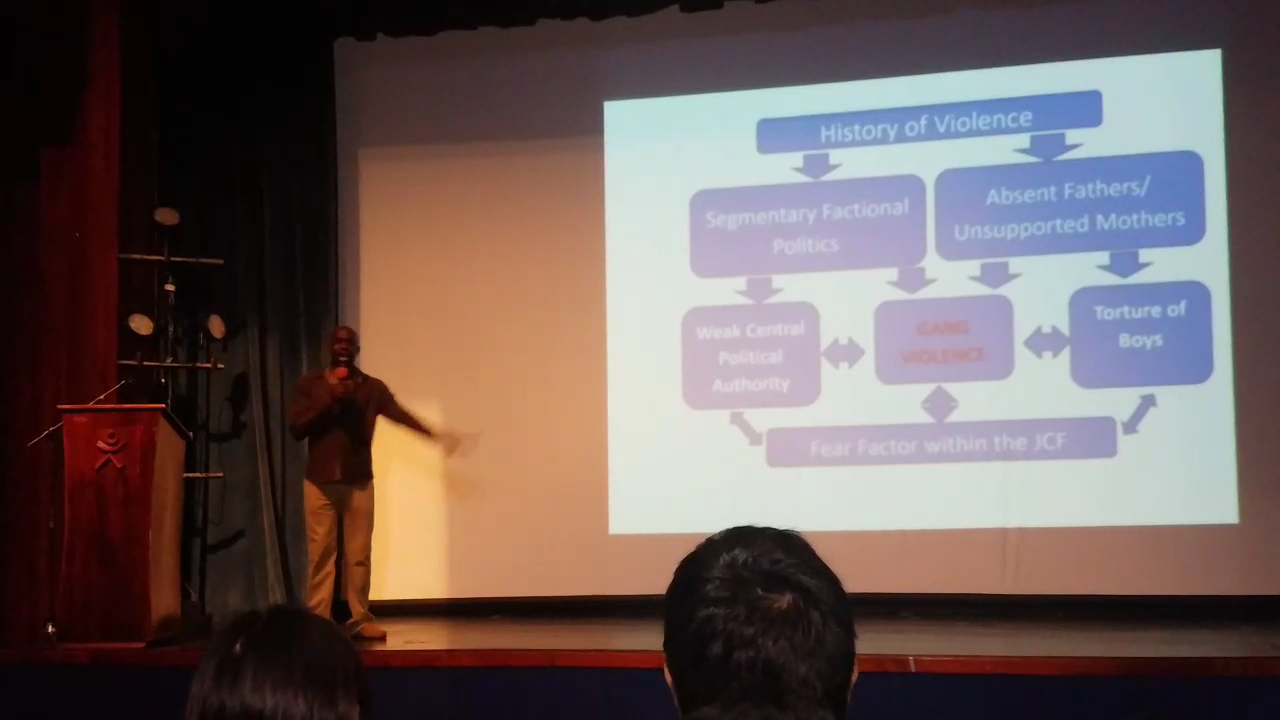 History of Violence
Segmentary Factional
Politics
Absent Fathers/
Unsupported Mothers
Weak Central
Political
Authority
GANG
VIOLENCE
Torture of
Boys
Fear Factor within the JCF